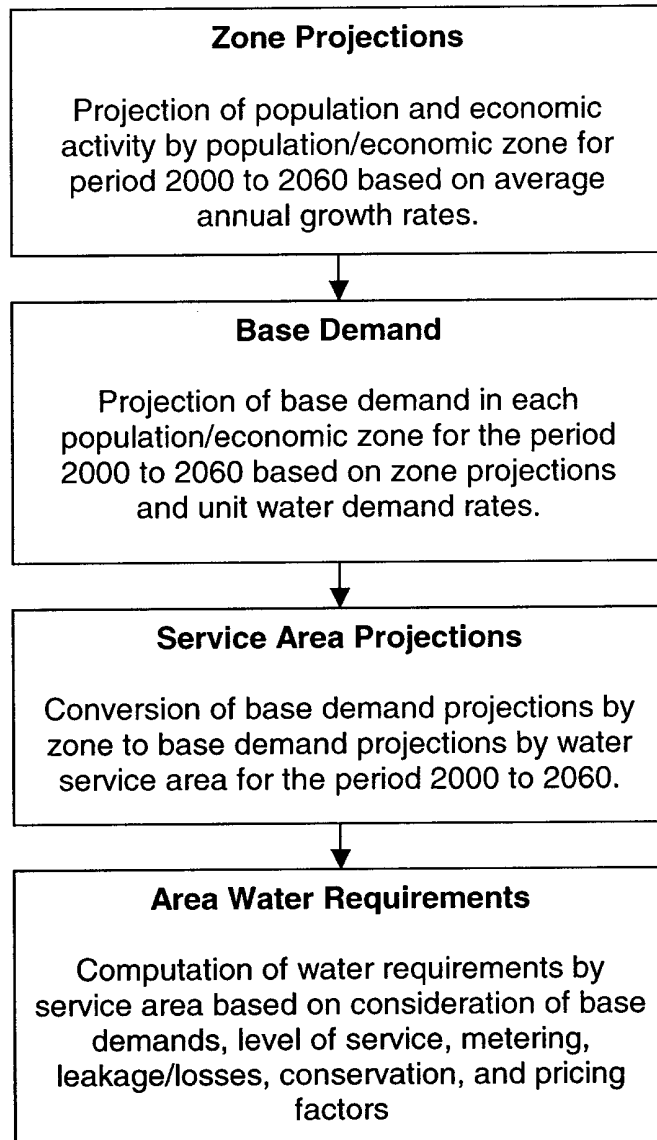 Zone Projections
Projection of population and economic
activity by population/economic zone for
period 2000 to 2060 based on average
annual growth rates.
Base Demand
Projection of base demand in each
population/economic zone for the period
2000 to 2060 based on zone projections
and unit water demand rates.
Service Area Projections
Conversion of base demand projections by
zone to base demand projections by water
service area for the period 2000 to 2060.
Area Water Requirements
Computation of water requirements by
service area based on consideration of base
demands, level of service, metering,
leakage/losses, conservation, and pricing
factors